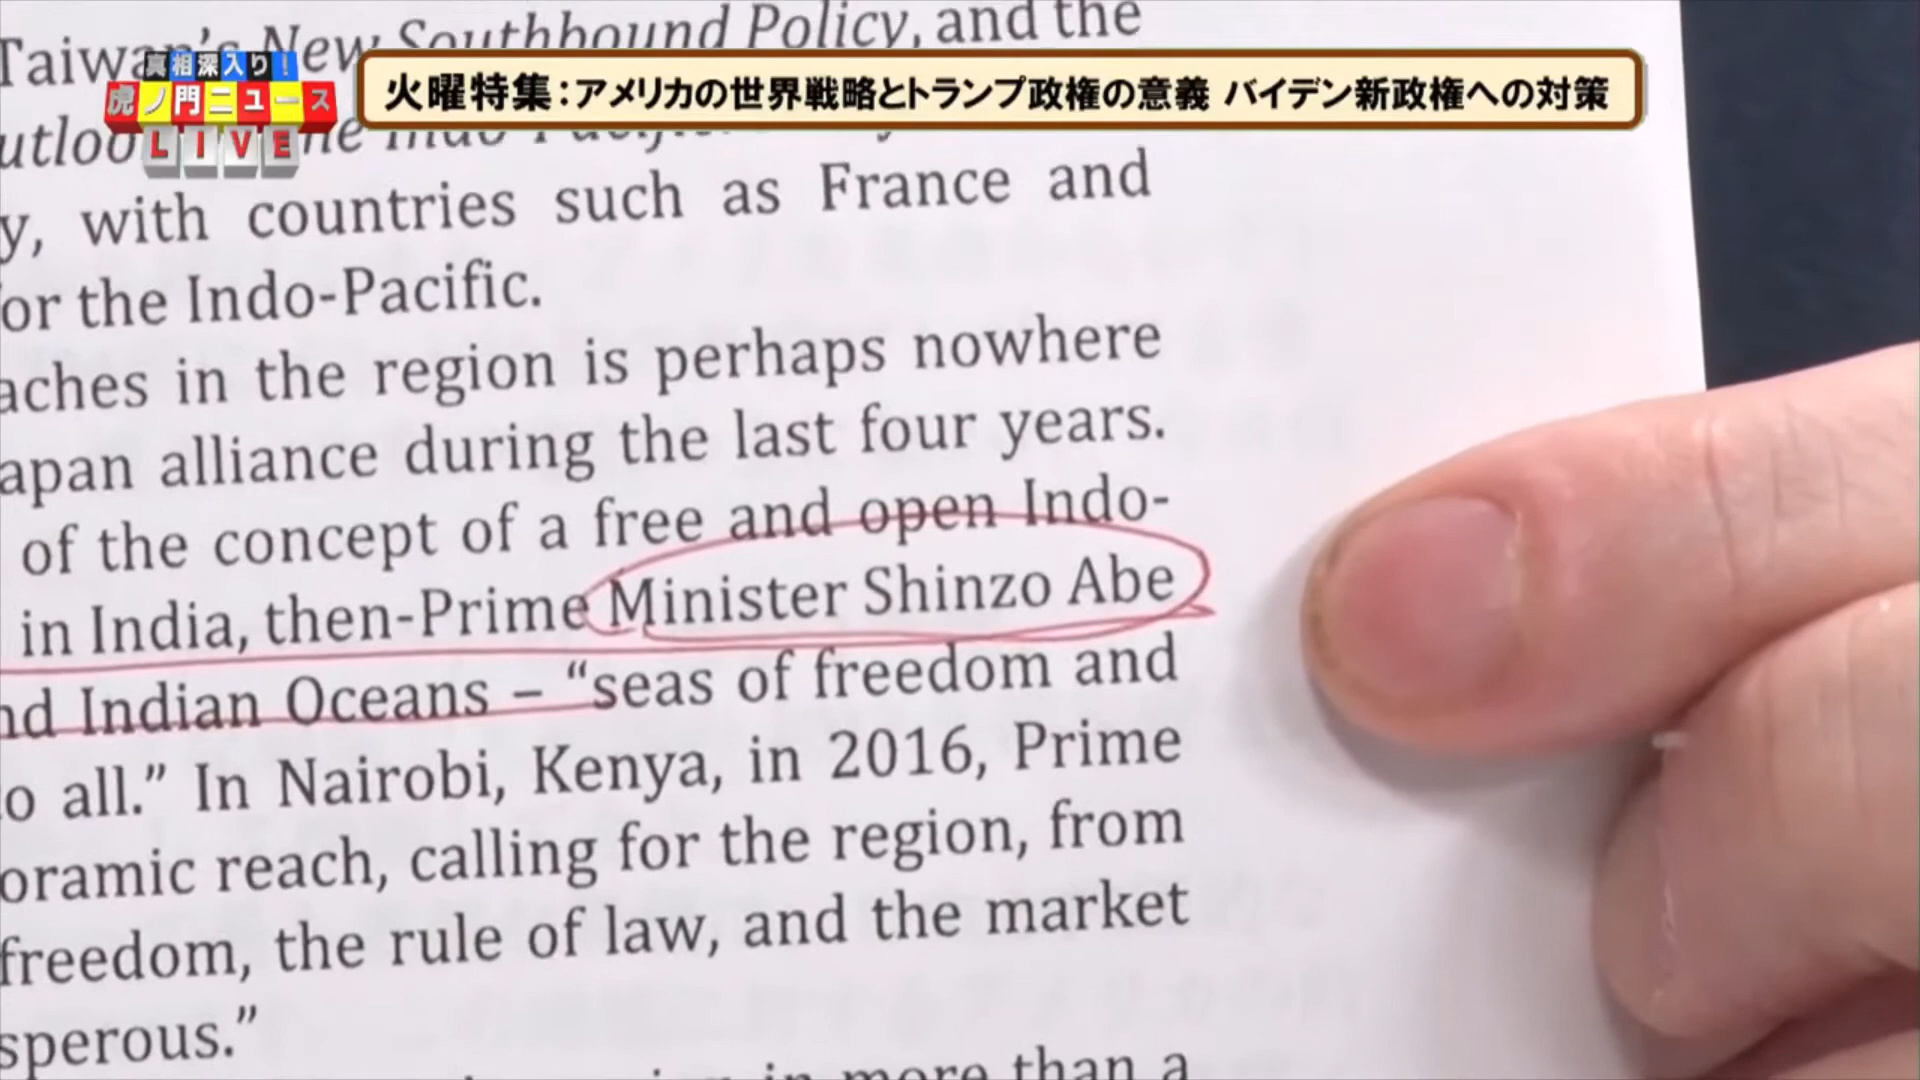 Taiwan's New Southbound Policy, and the
真相深入り!
虎ノ門ニュース
LIVE
火曜特集:アメリカの世界戦略とトランプ政権の意義 バイデン新政権への対策
y, with countries such as France and
or the Indo-Pacific.
aches in the region is perhaps nowhere
apan alliance during the last four years.
of the concept of a free and open Indo-
in India, then-Prime Minister Shinzo Abe
nd Indian Oceans – “seas of freedom and
o all.” In Nairobi, Kenya, in 2016, Prime
oramic reach, calling for the region, from
freedom, the rule of law, and the market
sperous.”
in more than a